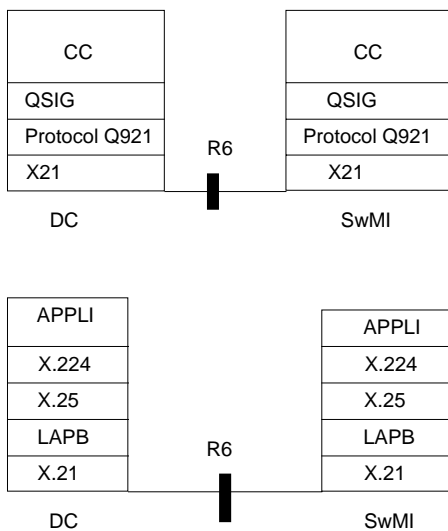 CC
QSIG
Protocol Q921
X21
DC
R6
CC
QSIG
Protocol Q921
X21
SwMI
APPLI
X.224
X.25
LAPB
X.21
DC
R6
APPLI
X.224
X.25
LAPB
X.21
SwMI